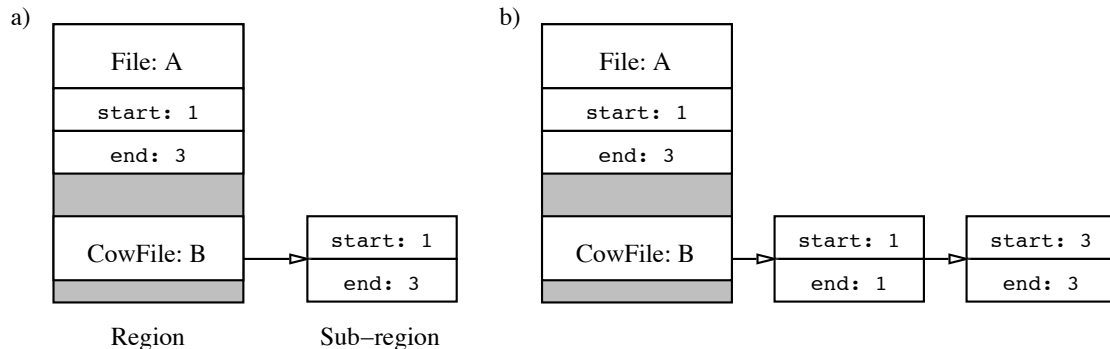 a)
File: A
start: 1
end: 3
CowFile: B
start: 1
end: 3
Region
Sub–region
b)
File: A
start: 1
end: 3
CowFile: B
start: 1
end: 1
start: 3
end: 3